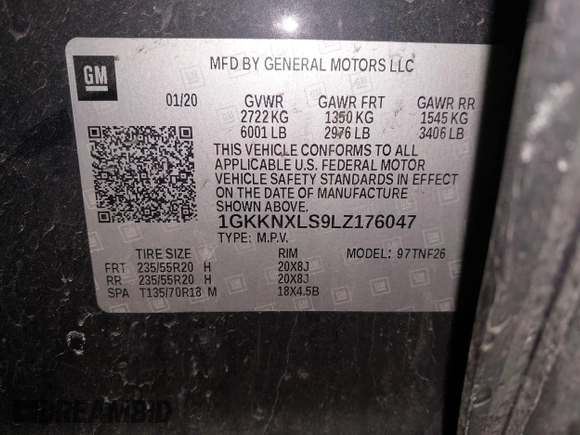 GM
MFD BY GENERAL MOTORS LLC
01/20 GVWR GAWR FRT GAWR RR
2722 KG 1350 KG 1545 KG
6001 LB 2976 LB 3406 LB
THIS VEHICLE CONFORMS TO ALL
APPLICABLE U.S. FEDERAL MOTOR
VEHICLE SAFETY STANDARDS IN EFFECT
ON THE DATE OF MANUFACTURE
SHOWN ABOVE.
1GKKNXLS9LZ176047
TYPE: M.P.V.
TIRE SIZE RIM MODEL: 97TNF26
FRT 235/55R20 H 20X8J
RR 235/55R20 H 20X8J
SPA T135/70R18 M 18X4.5B